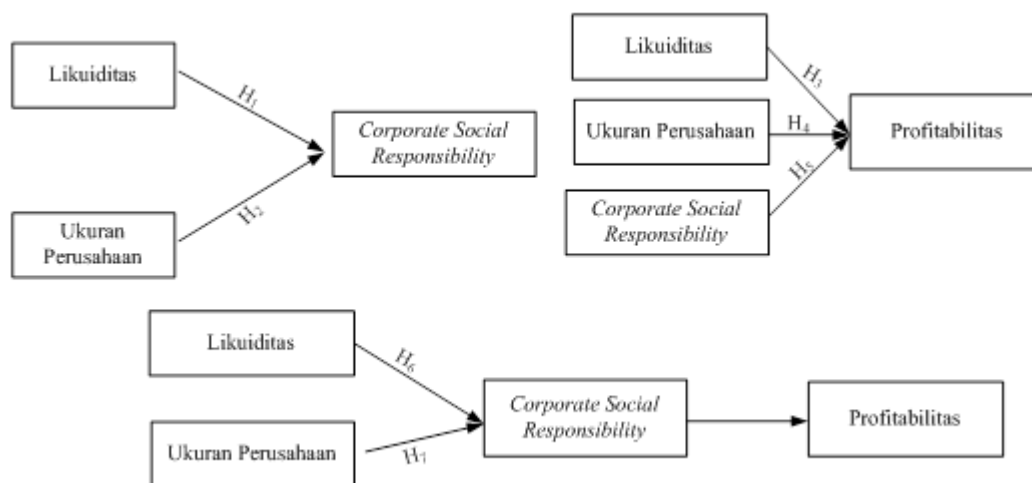 Likuiditas
H₁
Corporate Social
Responsibility
H₂
Ukuran
Perusahaan
Likuiditas
H₃
Ukuran Perusahaan
H₄
Profitabilitas
H₅
Corporate Social
Responsibility
Likuiditas
H₆
Corporate Social
Responsibility
Profitabilitas
Ukuran Perusahaan
H₇